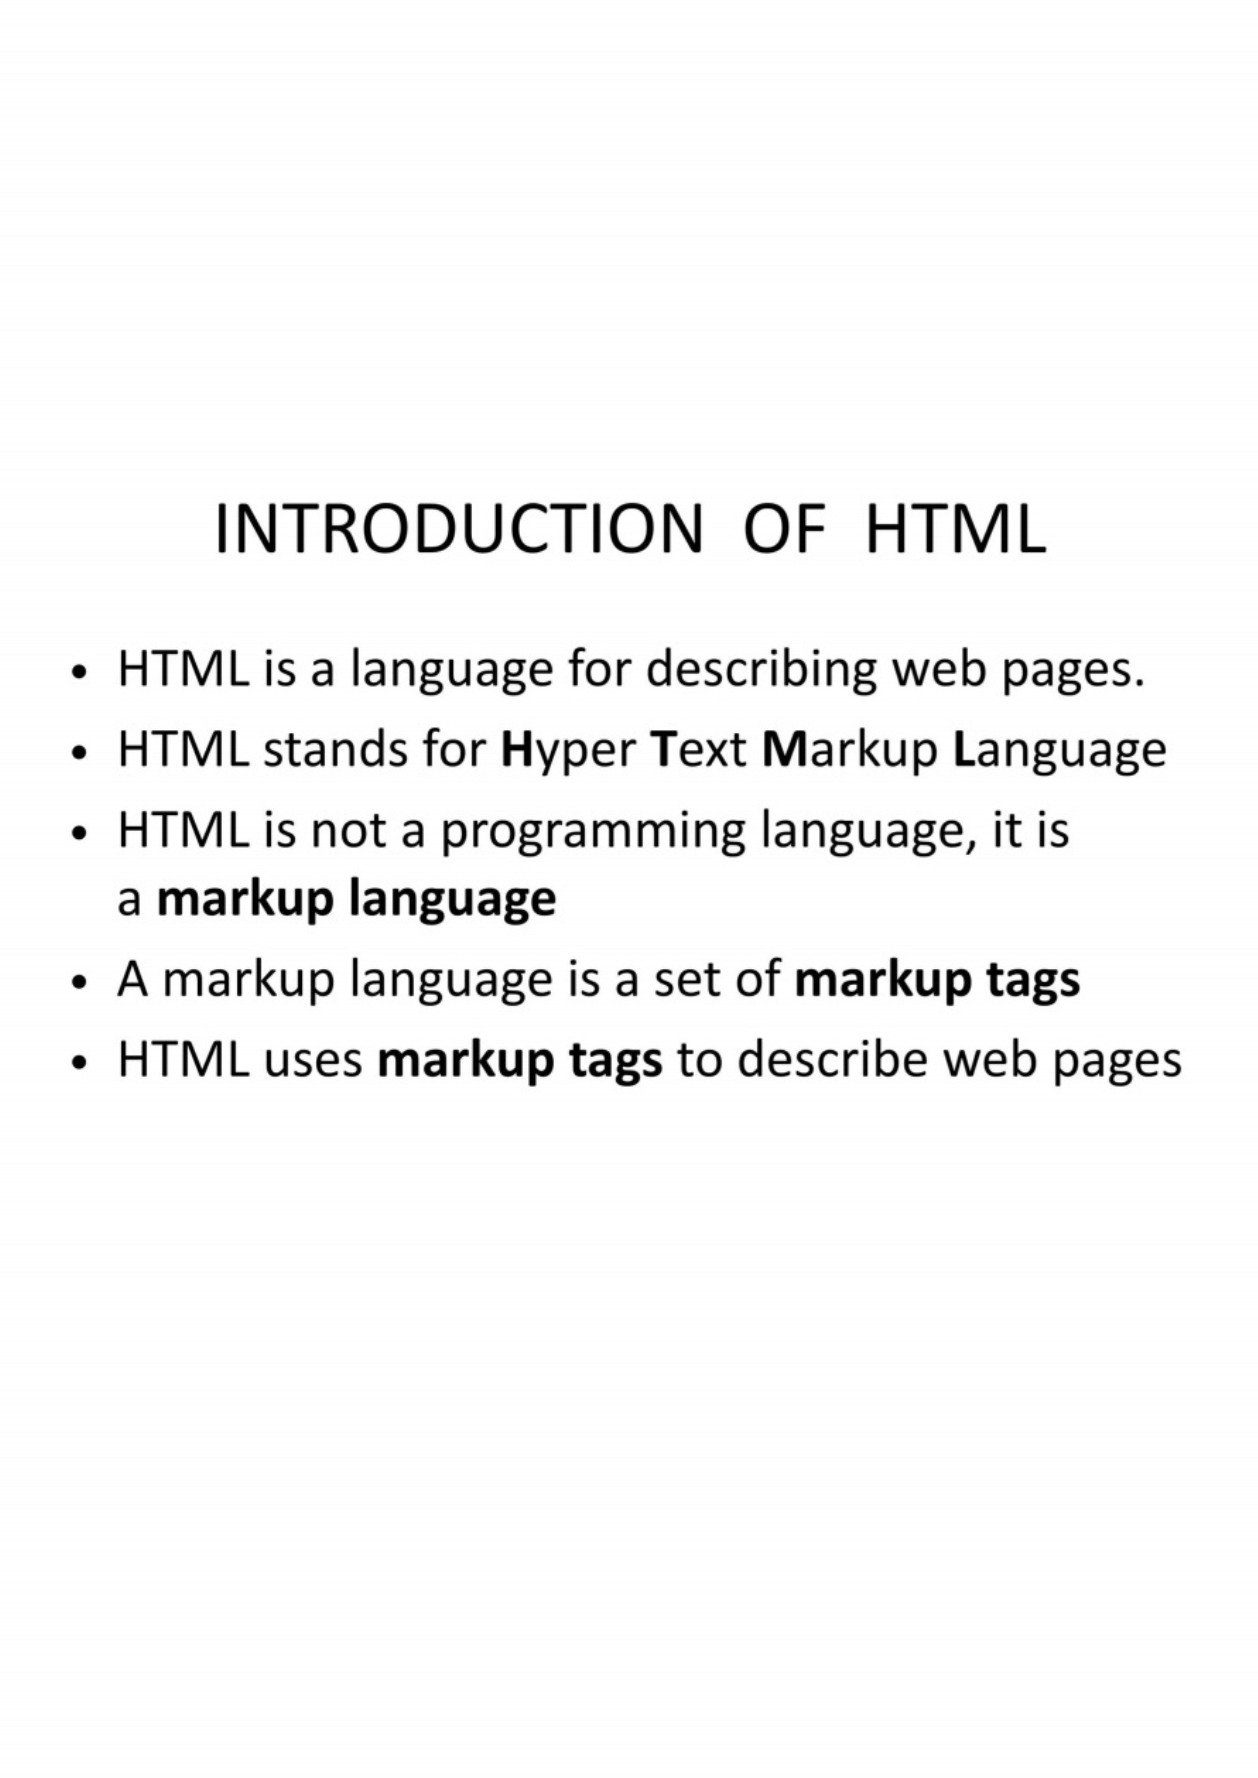 INTRODUCTION OF HTML
• HTML is a language for describing web pages.
• HTML stands for Hyper Text Markup Language
• HTML is not a programming language, it is
a markup language
• A markup language is a set of markup tags
• HTML uses markup tags to describe web pages